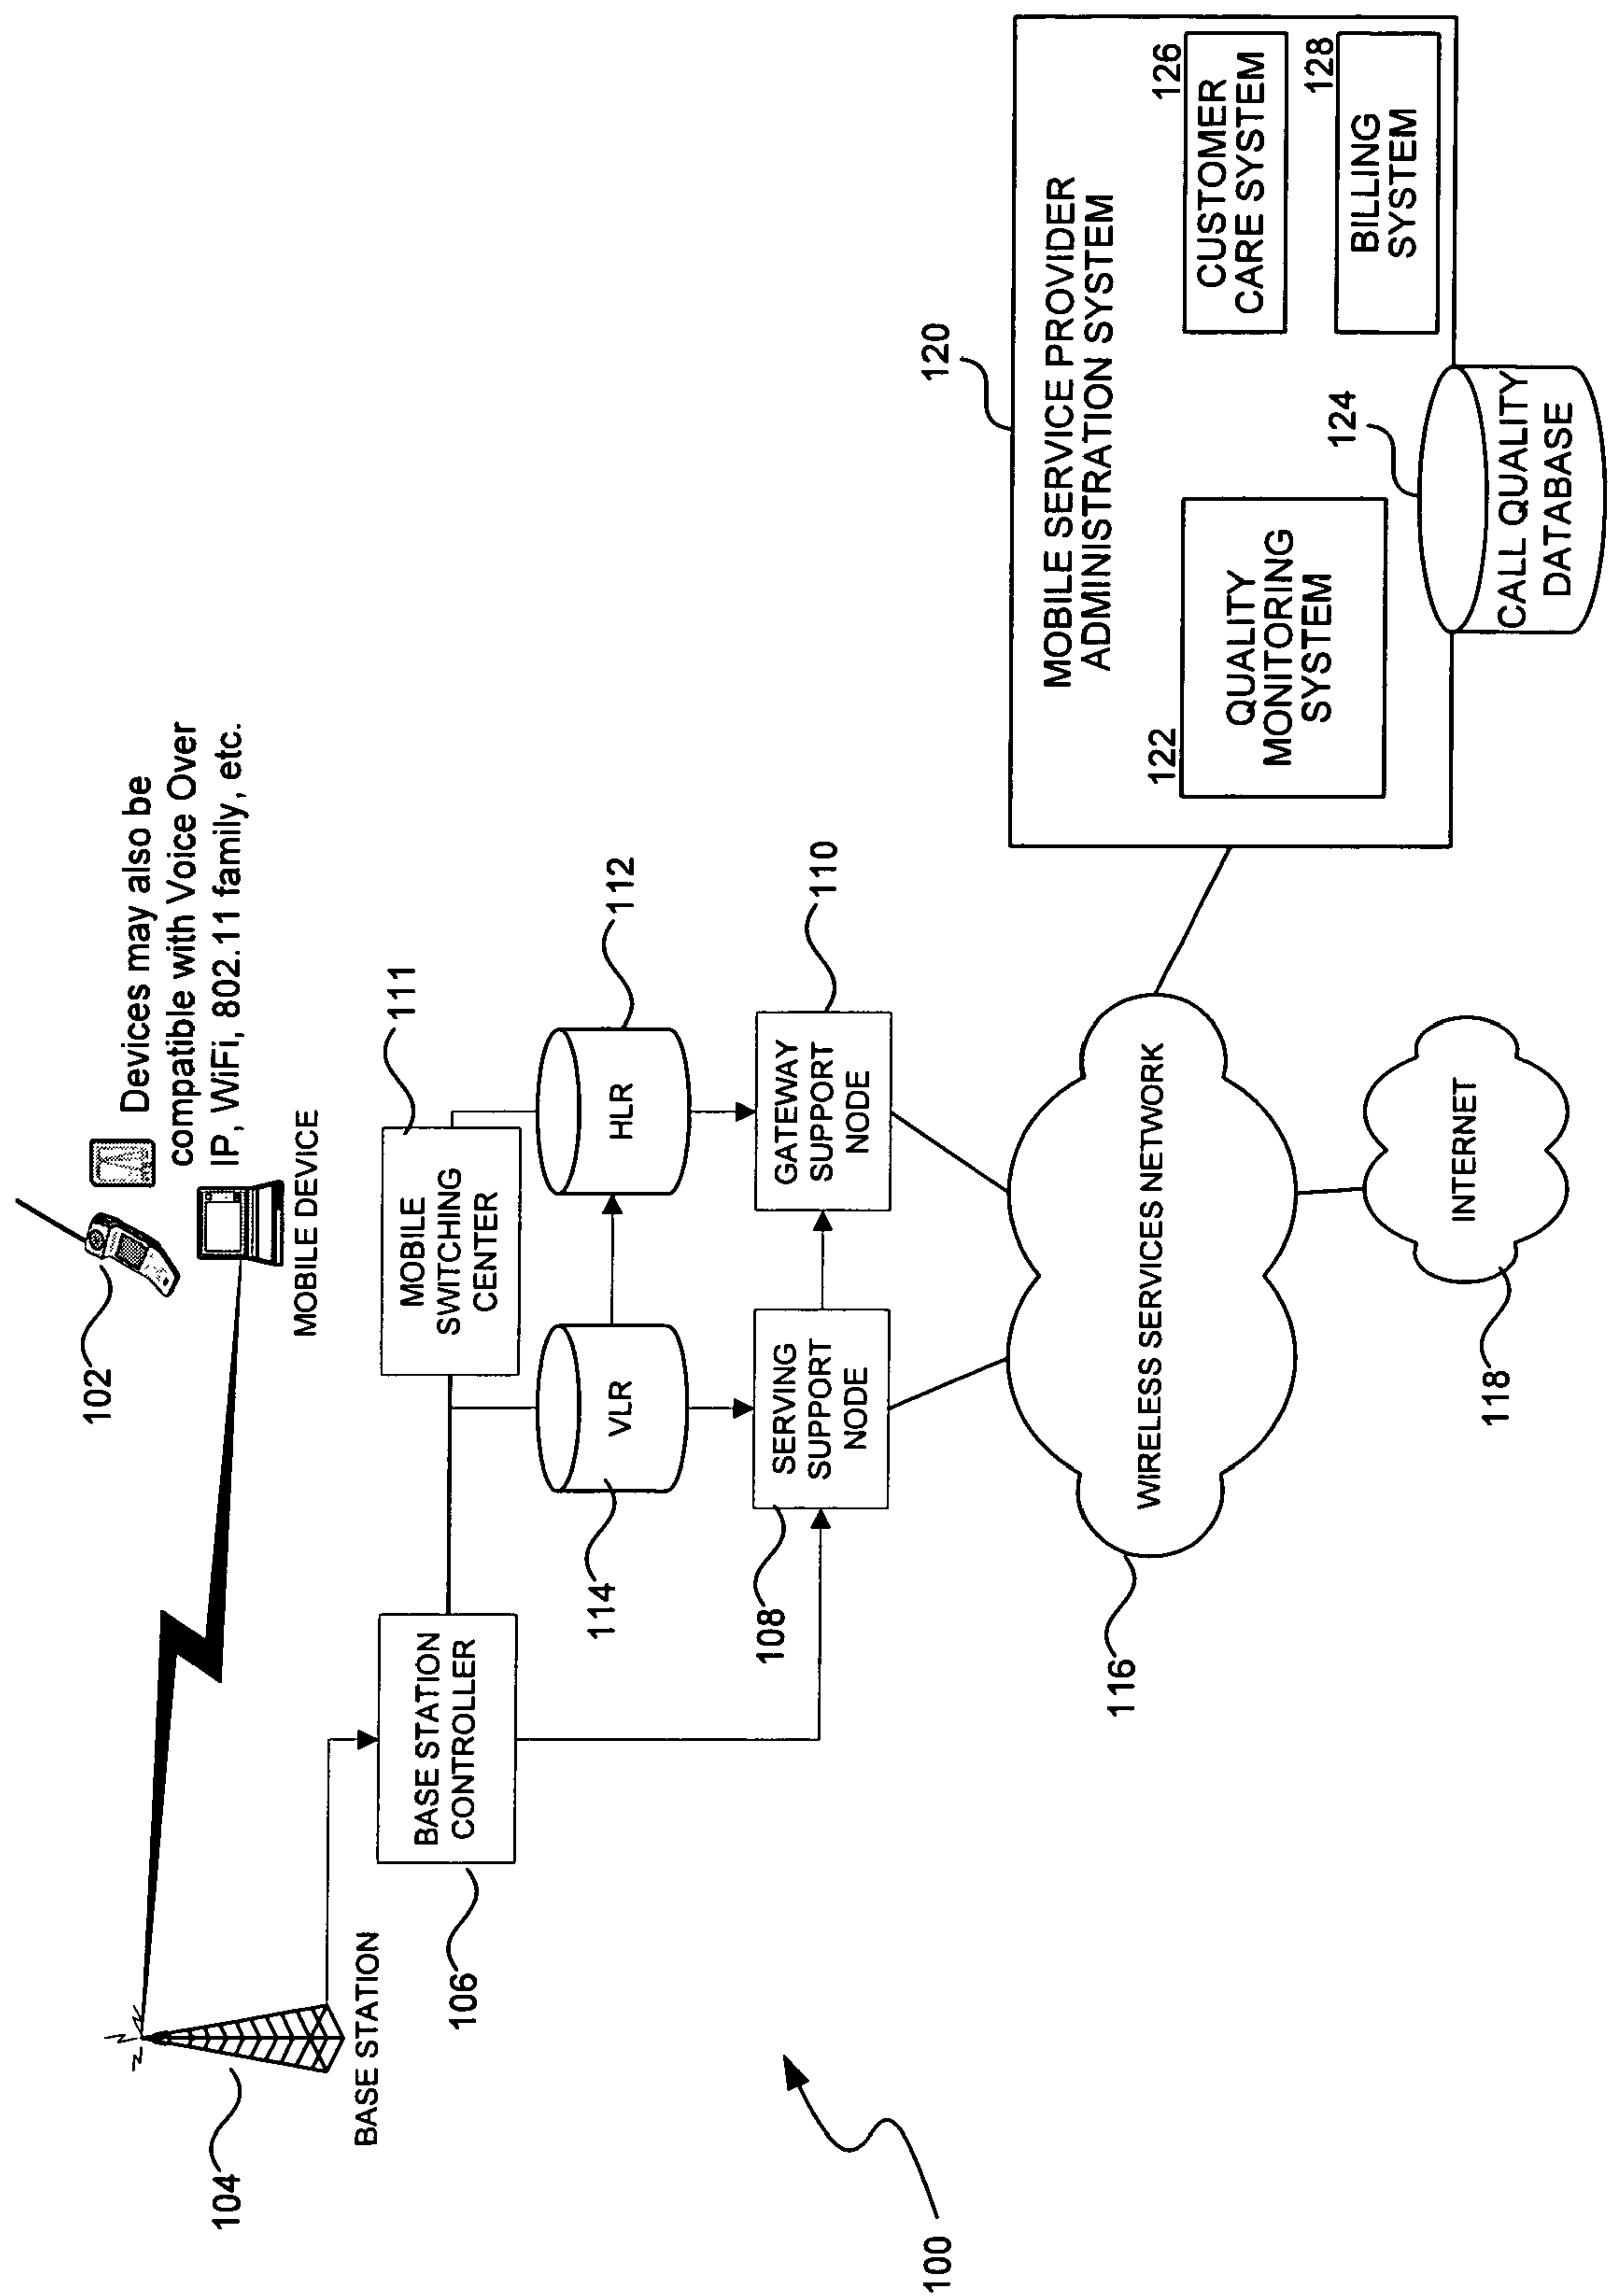 102
Devices may also be
compatible with Voice Over
IP, WiFi, 802.11 family, etc.
MOBILE DEVICE
104
BASE STATION
106
BASE STATION
CONTROLLER
111
MOBILE
SWITCHING
CENTER
114
VLR
HLR
112
108
SERVING
SUPPORT
NODE
GATEWAY
SUPPORT
NODE
110
100
116
WIRELESS SERVICES NETWORK
118
INTERNET
120
MOBILE SERVICE PROVIDER
ADMINISTRATION SYSTEM
122
QUALITY
MONITORING
SYSTEM
126
CUSTOMER
CARE SYSTEM
128
BILLING
SYSTEM
124
CALL QUALITY
DATABASE